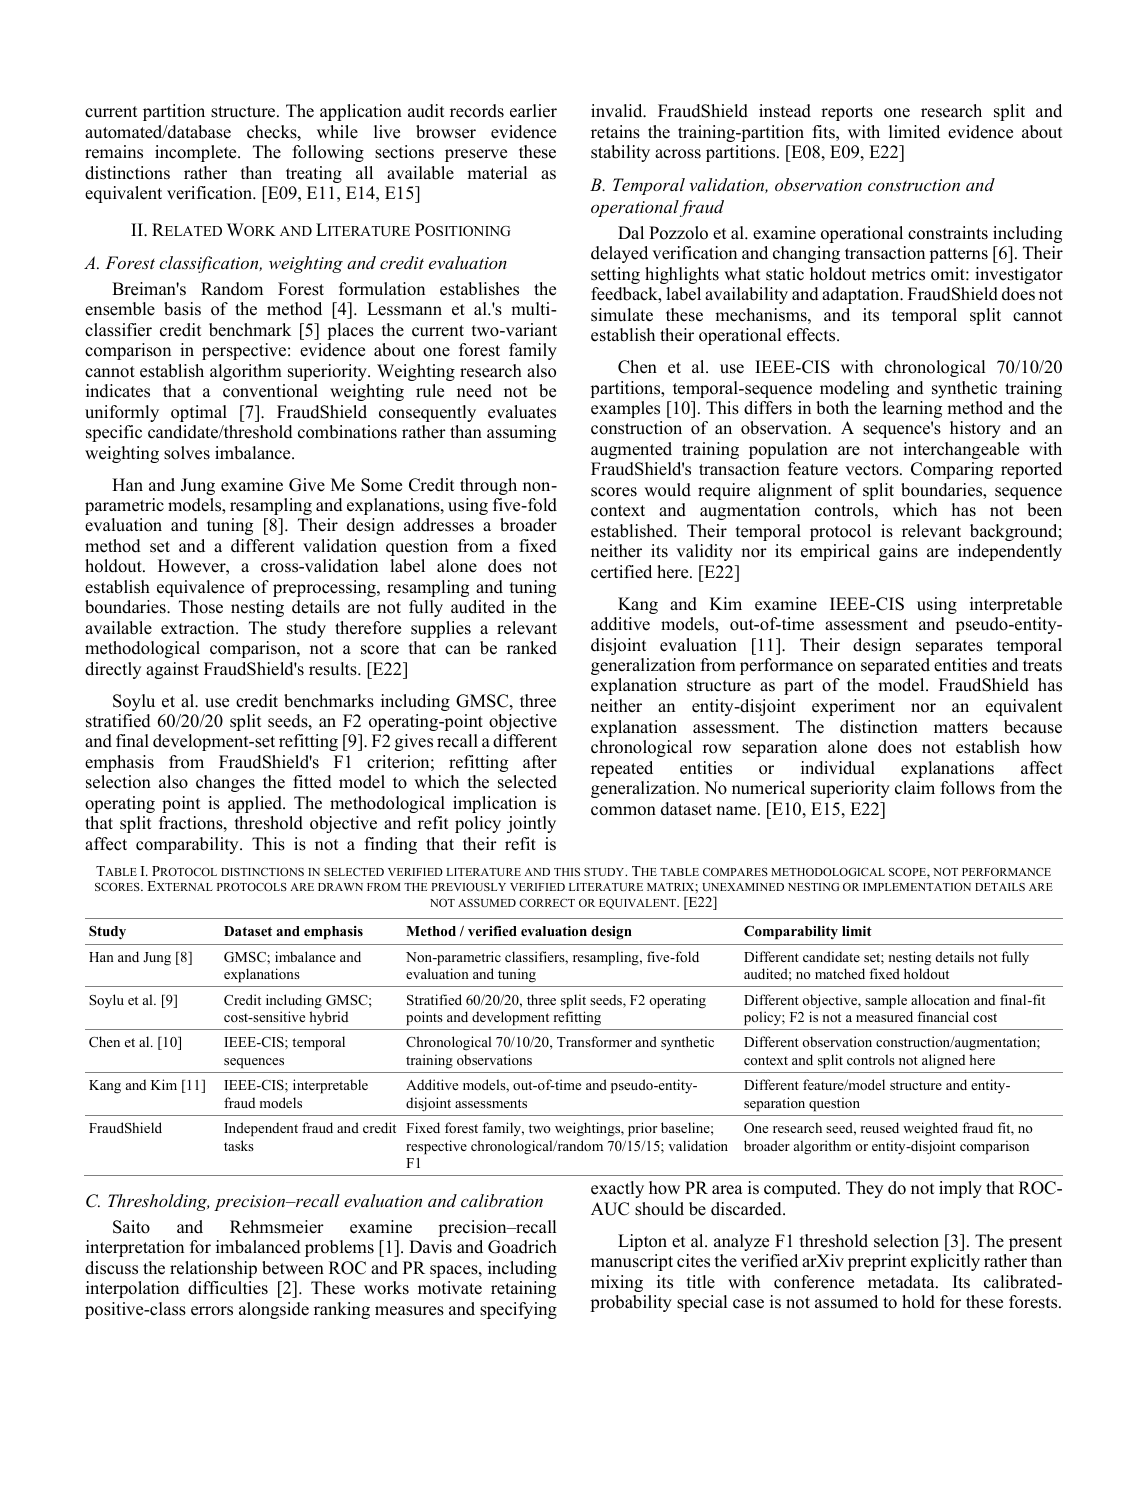 current partition structure. The application audit records earlier
automated/database checks, while live browser evidence
remains incomplete. The following sections preserve these
distinctions rather than treating all available material as
equivalent verification. [E09, E11, E14, E15]
II. RELATED WORK AND LITERATURE POSITIONING
A. Forest classification, weighting and credit evaluation
Breiman's Random Forest formulation establishes the
ensemble basis of the method [4]. Lessmann et al.'s multi-
classifier credit benchmark [5] places the current two-variant
comparison in perspective: evidence about one forest family
cannot establish algorithm superiority. Weighting research also
indicates that a conventional weighting rule need not be
uniformly optimal [7]. FraudShield consequently evaluates
specific candidate/threshold combinations rather than assuming
weighting solves imbalance.
Han and Jung examine Give Me Some Credit through non-
parametric models, resampling and explanations, using five-fold
evaluation and tuning [8]. Their design addresses a broader
method set and a different validation question from a fixed
holdout. However, a cross-validation label alone does not
establish equivalence of preprocessing, resampling and tuning
boundaries. Those nesting details are not fully audited in the
available extraction. The study therefore supplies a relevant
methodological comparison, not a score that can be ranked
directly against FraudShield's results. [E22]
Soylu et al. use credit benchmarks including GMSC, three
stratified 60/20/20 split seeds, an F2 operating-point objective
and final development-set refitting [9]. F2 gives recall a different
emphasis from FraudShield's F1 criterion; refitting after
selection also changes the fitted model to which the selected
operating point is applied. The methodological implication is
that split fractions, threshold objective and refit policy jointly
affect comparability. This is not a finding that their refit is
invalid. FraudShield instead reports one research split and
retains the training-partition fits, with limited evidence about
stability across partitions. [E08, E09, E22]
B. Temporal validation, observation construction and
operational fraud
Dal Pozzolo et al. examine operational constraints including
delayed verification and changing transaction patterns [6]. Their
setting highlights what static holdout metrics omit: investigator
feedback, label availability and adaptation. FraudShield does not
simulate these mechanisms, and its temporal split cannot
establish their operational effects.
Chen et al. use IEEE-CIS with chronological 70/10/20
partitions, temporal-sequence modeling and synthetic training
examples [10]. This differs in both the learning method and the
construction of an observation. A sequence's history and an
augmented training population are not interchangeable with
FraudShield's transaction feature vectors. Comparing reported
scores would require alignment of split boundaries, sequence
context and augmentation controls, which has not been
established. Their temporal protocol is relevant background;
neither its validity nor its empirical gains are independently
certified here. [E22]
Kang and Kim examine IEEE-CIS using interpretable
additive models, out-of-time assessment and pseudo-entity-
disjoint evaluation [11]. Their design separates temporal
generalization from performance on separated entities and treats
explanation structure as part of the model. FraudShield has
neither an entity-disjoint experiment nor an equivalent
explanation assessment. The distinction matters because
chronological row separation alone does not establish how
repeated entities or individual explanations affect
generalization. No numerical superiority claim follows from the
common dataset name. [E10, E15, E22]
TABLE I. PROTOCOL DISTINCTIONS IN SELECTED VERIFIED LITERATURE AND THIS STUDY. THE TABLE COMPARES METHODOLOGICAL SCOPE, NOT PERFORMANCE
SCORES. EXTERNAL PROTOCOLS ARE DRAWN FROM THE PREVIOUSLY VERIFIED LITERATURE MATRIX; UNEXAMINED NESTING OR IMPLEMENTATION DETAILS ARE
NOT ASSUMED CORRECT OR EQUIVALENT. [E22]
Study Dataset and emphasis Method / verified evaluation design Comparability limit
Han and Jung [8] GMSC; imbalance and Non-parametric classifiers, resampling, five-fold Different candidate set; nesting details not fully
explanations evaluation and tuning audited; no matched fixed holdout
Soylu et al. [9] Credit including GMSC; Stratified 60/20/20, three split seeds, F2 operating Different objective, sample allocation and final-fit
cost-sensitive hybrid points and development refitting policy; F2 is not a measured financial cost
Chen et al. [10] IEEE-CIS; temporal Chronological 70/10/20, Transformer and synthetic Different observation construction/augmentation;
sequences training observations context and split controls not aligned here
Kang and Kim [11] IEEE-CIS; interpretable Additive models, out-of-time and pseudo-entity- Different feature/model structure and entity-
fraud models disjoint assessments separation question
FraudShield Independent fraud and credit Fixed forest family, two weightings, prior baseline; One research seed, reused weighted fraud fit, no
tasks respective chronological/random 70/15/15; validation broader algorithm or entity-disjoint comparison
F1
C. Thresholding, precision–recall evaluation and calibration
Saito and Rehmsmeier examine precision–recall
interpretation for imbalanced problems [1]. Davis and Goadrich
discuss the relationship between ROC and PR spaces, including
interpolation difficulties [2]. These works motivate retaining
positive-class errors alongside ranking measures and specifying
exactly how PR area is computed. They do not imply that ROC-
AUC should be discarded.
Lipton et al. analyze F1 threshold selection [3]. The present
manuscript cites the verified arXiv preprint explicitly rather than
mixing its title with conference metadata. Its calibrated-
probability special case is not assumed to hold for these forests.